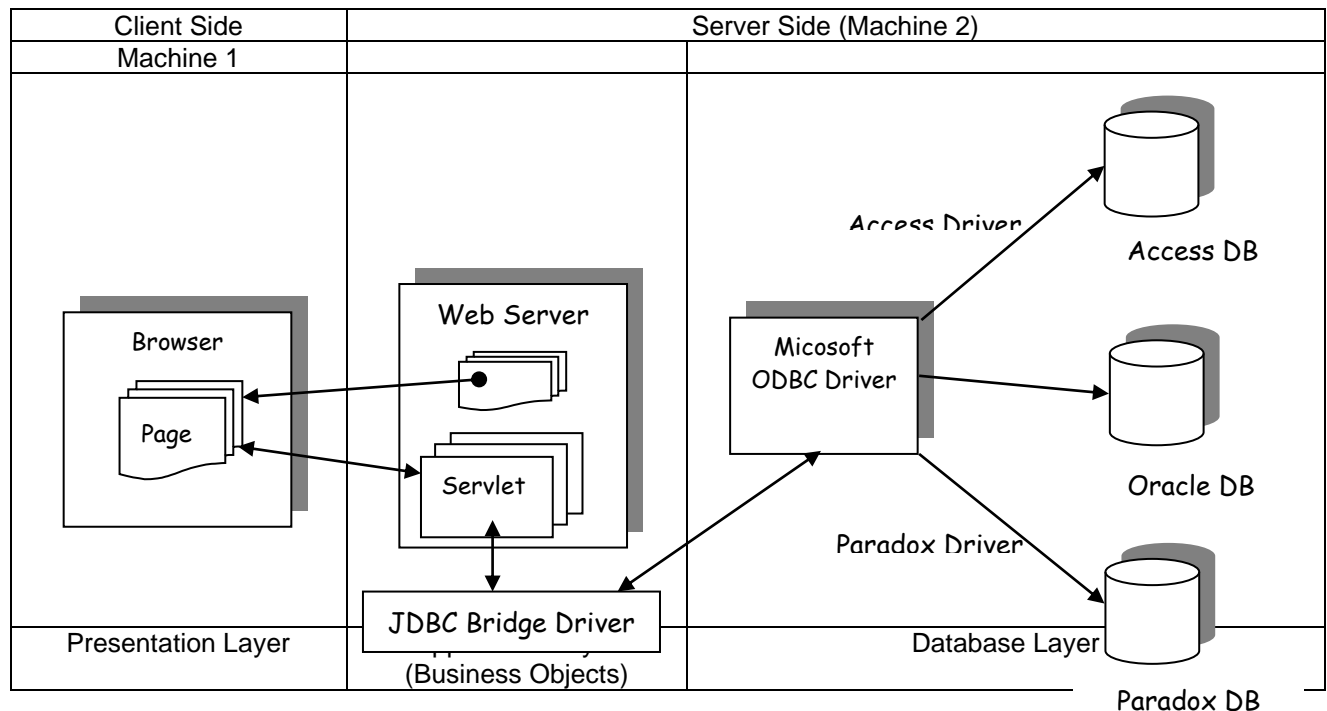 Client Side
Server Side (Machine 2)
Machine 1
Browser
Page
Web Server
Servlet
JDBC Bridge Driver
Micosoft
ODBC Driver
Access Driver
Paradox Driver
Access DB
Oracle DB
Paradox DB
Presentation Layer
(Business Objects)
Database Layer